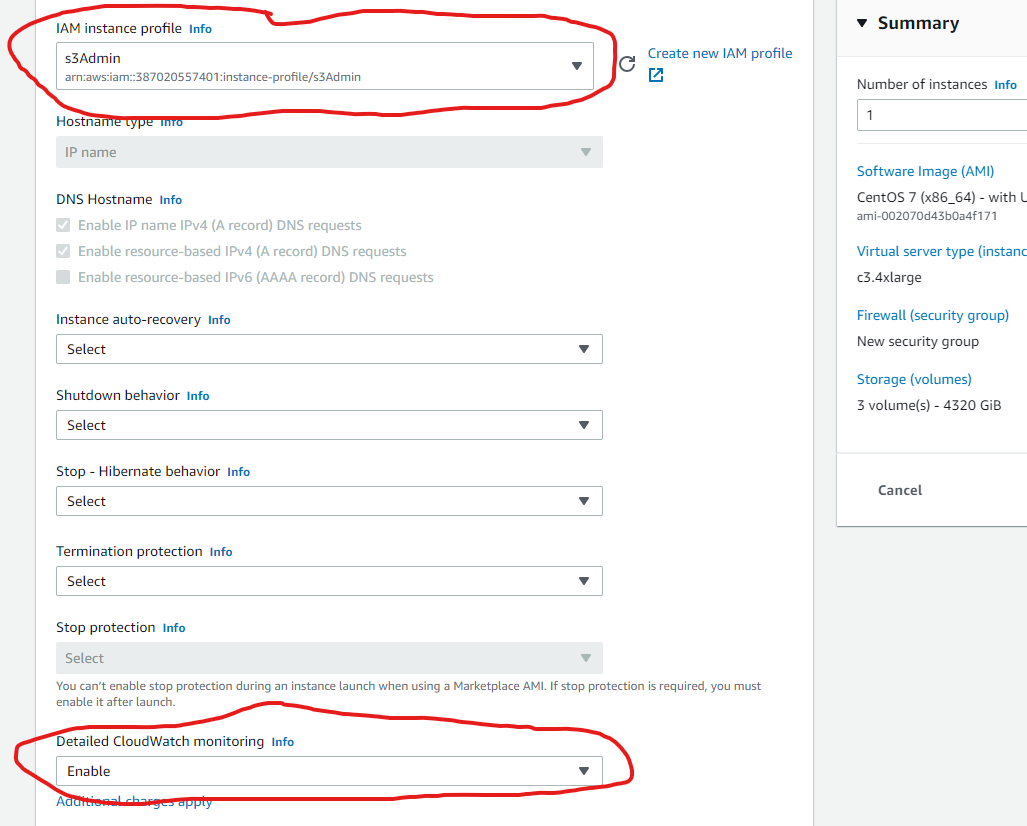 IAM instance profile Info
s3Admin
arn:aws:iam::387020557401:instance-profile/s3Admin
Create new IAM profile
Hostname type Info
IP name
DNS Hostname Info
Enable IP name IPv4 (A record) DNS requests
Enable resource-based IPv4 (A record) DNS requests
Enable resource-based IPv6 (AAAA record) DNS requests
Instance auto-recovery Info
Select
Shutdown behavior Info
Select
Stop - Hibernate behavior Info
Select
Termination protection Info
Select
Stop protection Info
Select
You can't enable stop protection during an instance launch when using a Marketplace AMI. If stop protection is required, you must
enable it after launch.
Detailed CloudWatch monitoring Info
Enable
Additional charges apply
Summary
Number of instances Info
1
Software Image (AMI)
CentOS 7 (x86_64) - with U
ami-002070d43b0a4f171
Virtual server type (instanc
c3.4xlarge
Firewall (security group)
New security group
Storage (volumes)
3 volume(s) - 4320 GiB
Cancel